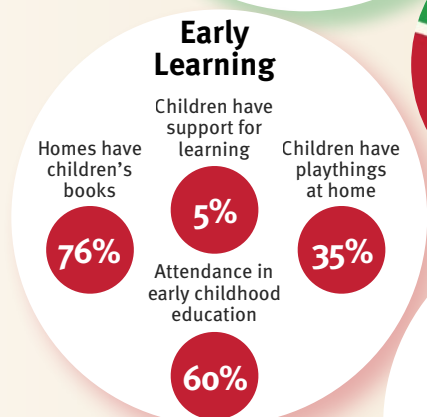 Early
Learning
Children have
support for
learning
5%
Homes have
children’s
books
76%
Children have
playthings
at home
35%
Attendance in
early childhood
education
60%